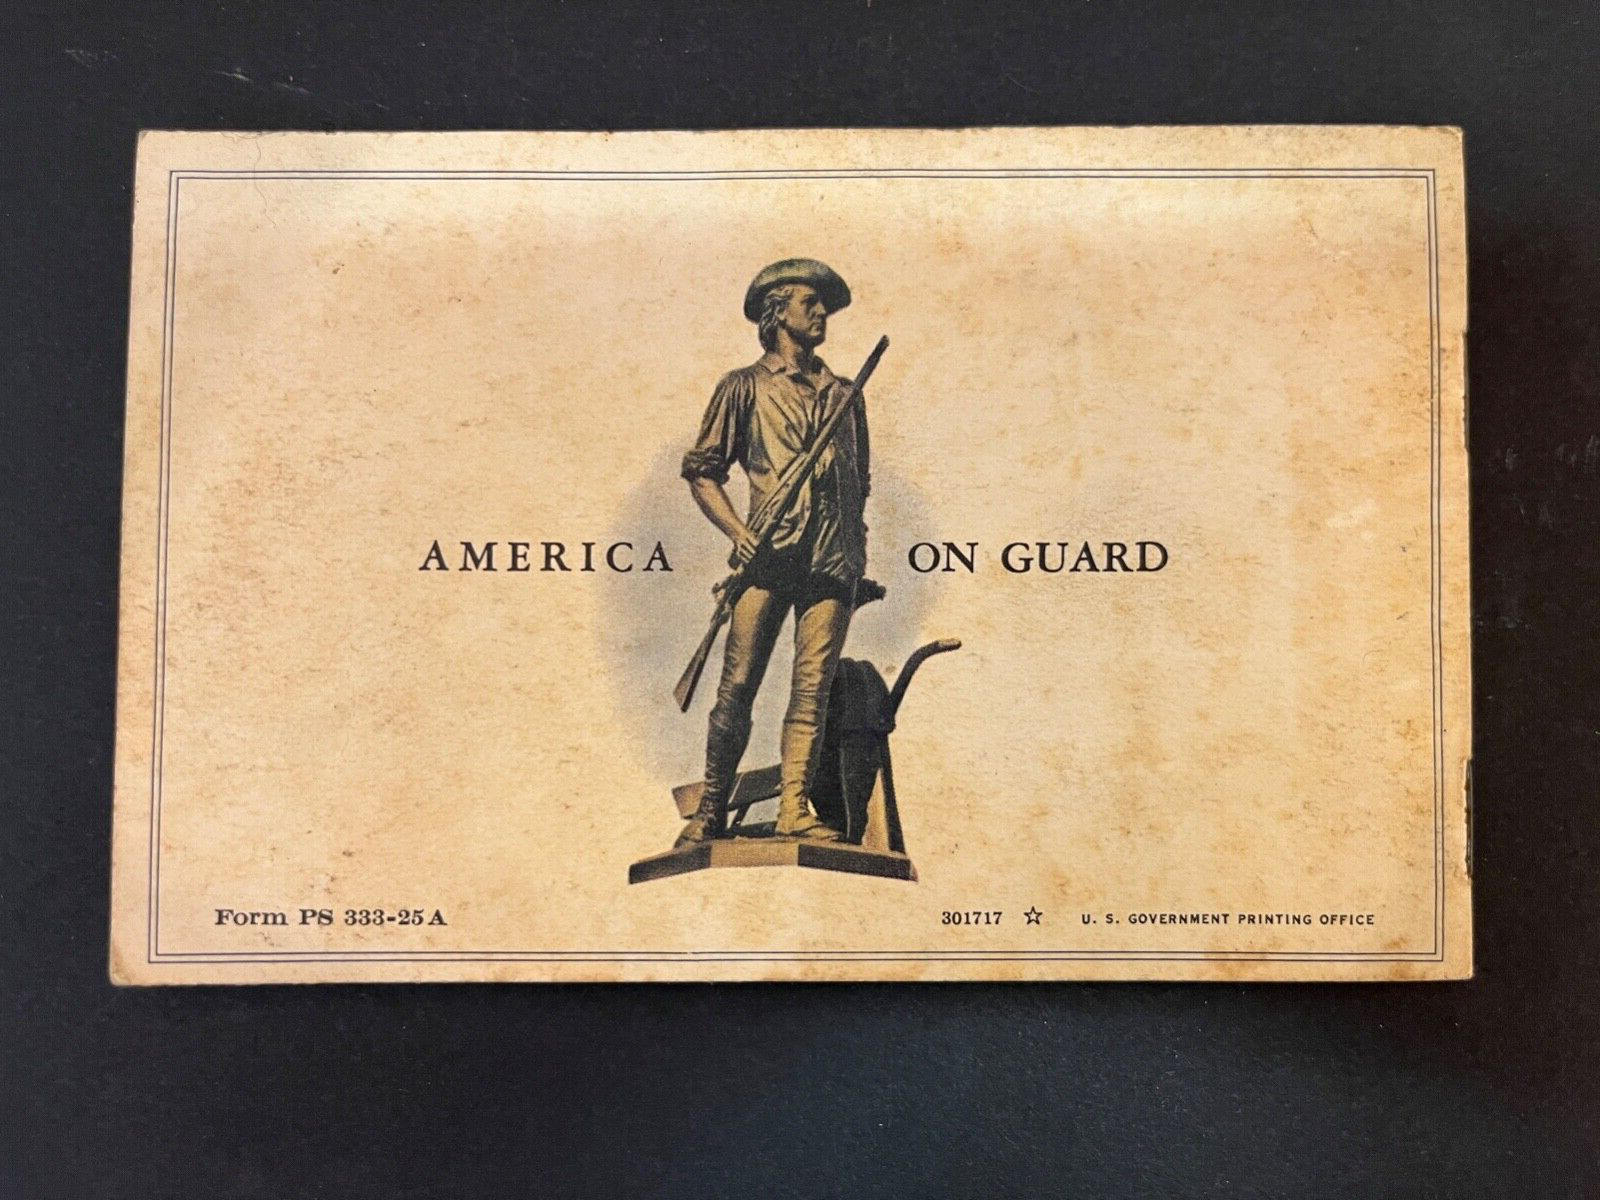 AMERICA ON GUARD
Form PS 333-25A
301717 ☆ U. S. GOVERNMENT PRINTING OFFICE